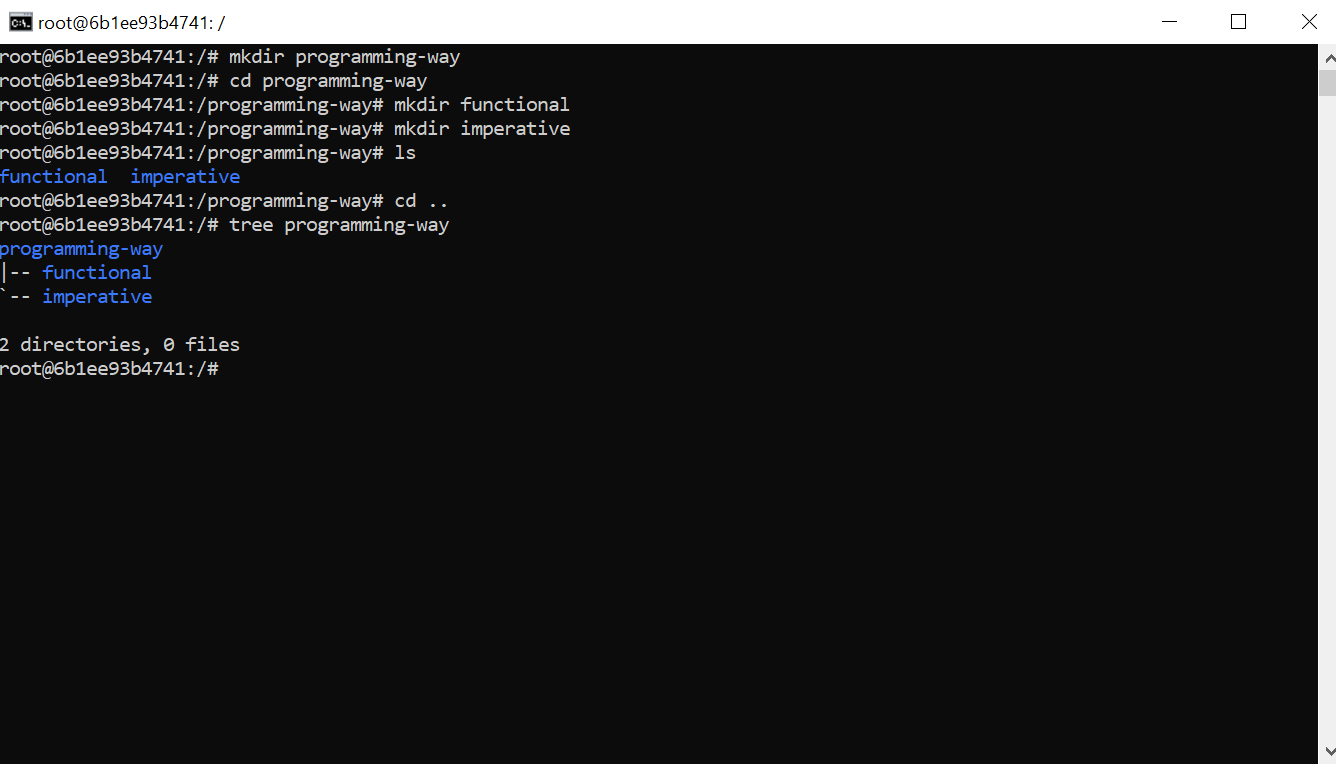 root@6b1ee93b4741: /
root@6b1ee93b4741:/# mkdir programming-way
root@6b1ee93b4741:/# cd programming-way
root@6b1ee93b4741:/programming-way# mkdir functional
root@6b1ee93b4741:/programming-way# mkdir imperative
root@6b1ee93b4741:/programming-way# ls
functional  imperative
root@6b1ee93b4741:/programming-way# cd ..
root@6b1ee93b4741:/# tree programming-way
programming-way
|-- functional
`-- imperative

2 directories, 0 files
root@6b1ee93b4741:/#